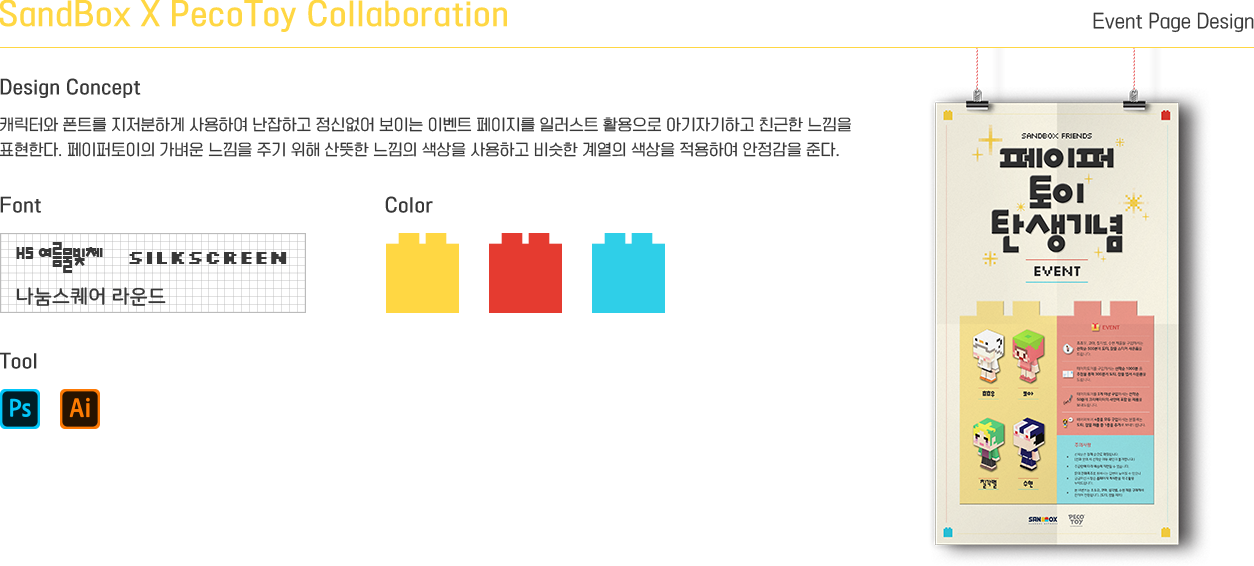 SandBox X PecoToy Collaboration
Event Page Design
Design Concept
캐릭터와 폰트를 지저분하게 사용하여 난잡하고 정신없어 보이는 이벤트 페이지를 일러스트 활용으로 아기자기하고 친근한 느낌을
표현한다. 페이퍼토이의 가벼운 느낌을 주기 위해 산뜻한 느낌의 색상을 사용하고 비슷한 계열의 색상을 적용하여 안정감을 준다.
Font
Color
HS 여름물빛체
SILKSCREEN
나눔스퀘어 라운드
Tool
Ps
Ai
SANDBOX FRIENDS
페이퍼
토이
탄생기념
EVENT
EVENT
주의사항
수현
SANDBOX
PECO
TOY